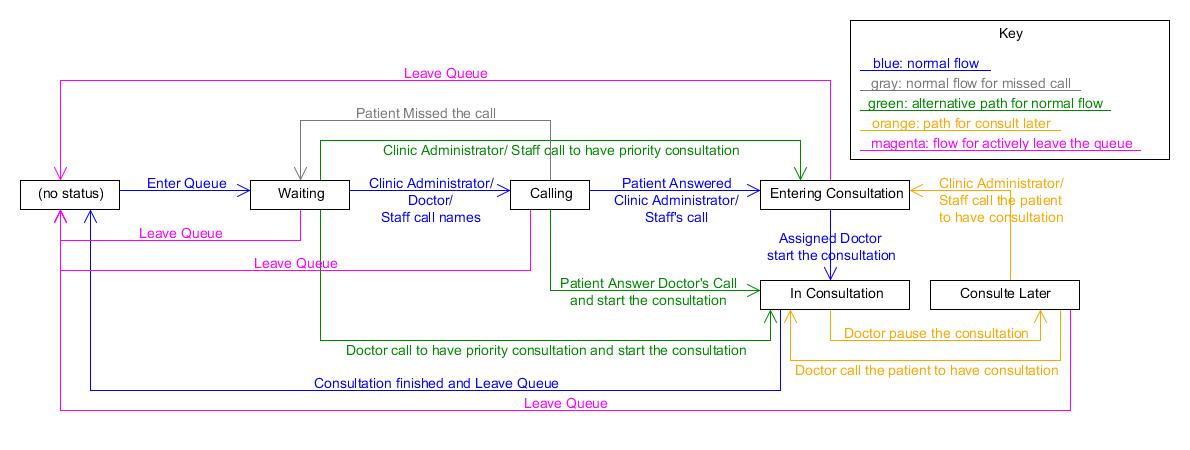 Key
blue: normal flow
gray: normal flow for missed call
green: alternative path for normal flow
orange: path for consult later
magenta: flow for actively leave the queue
Leave Queue
Patient Missed the call
Clinic Administrator/ Staff call to have priority consultation
(no status)
Enter Queue
Waiting
Clinic Administrator/
Doctor/
Staff call names
Calling
Patient Answered
Clinic Administrator/
Staff's call
Entering Consultation
Clinic Administrator/
Staff call the patient
to have consultation
Leave Queue
Assigned Doctor
start the consultation
Leave Queue
Patient Answer Doctor's Call
and start the consultation
In Consultation
Consulte Later
Doctor pause the consultation
Doctor call to have priority consultation and start the consultation
Doctor call the patient to have consultation
Consultation finished and Leave Queue
Leave Queue